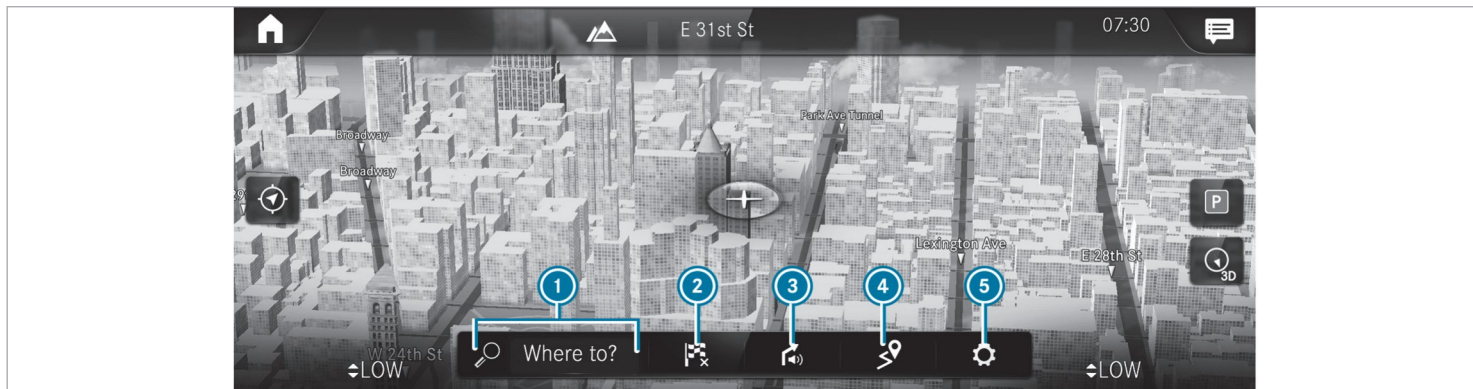 E 31st St
07:30
Broadway
Park Ave Tunnel
Broadway
29
P
Lexington Ave
E 28th St
3D
1
2
3
4
5
W 24th St
Where to?
LOW
LOW